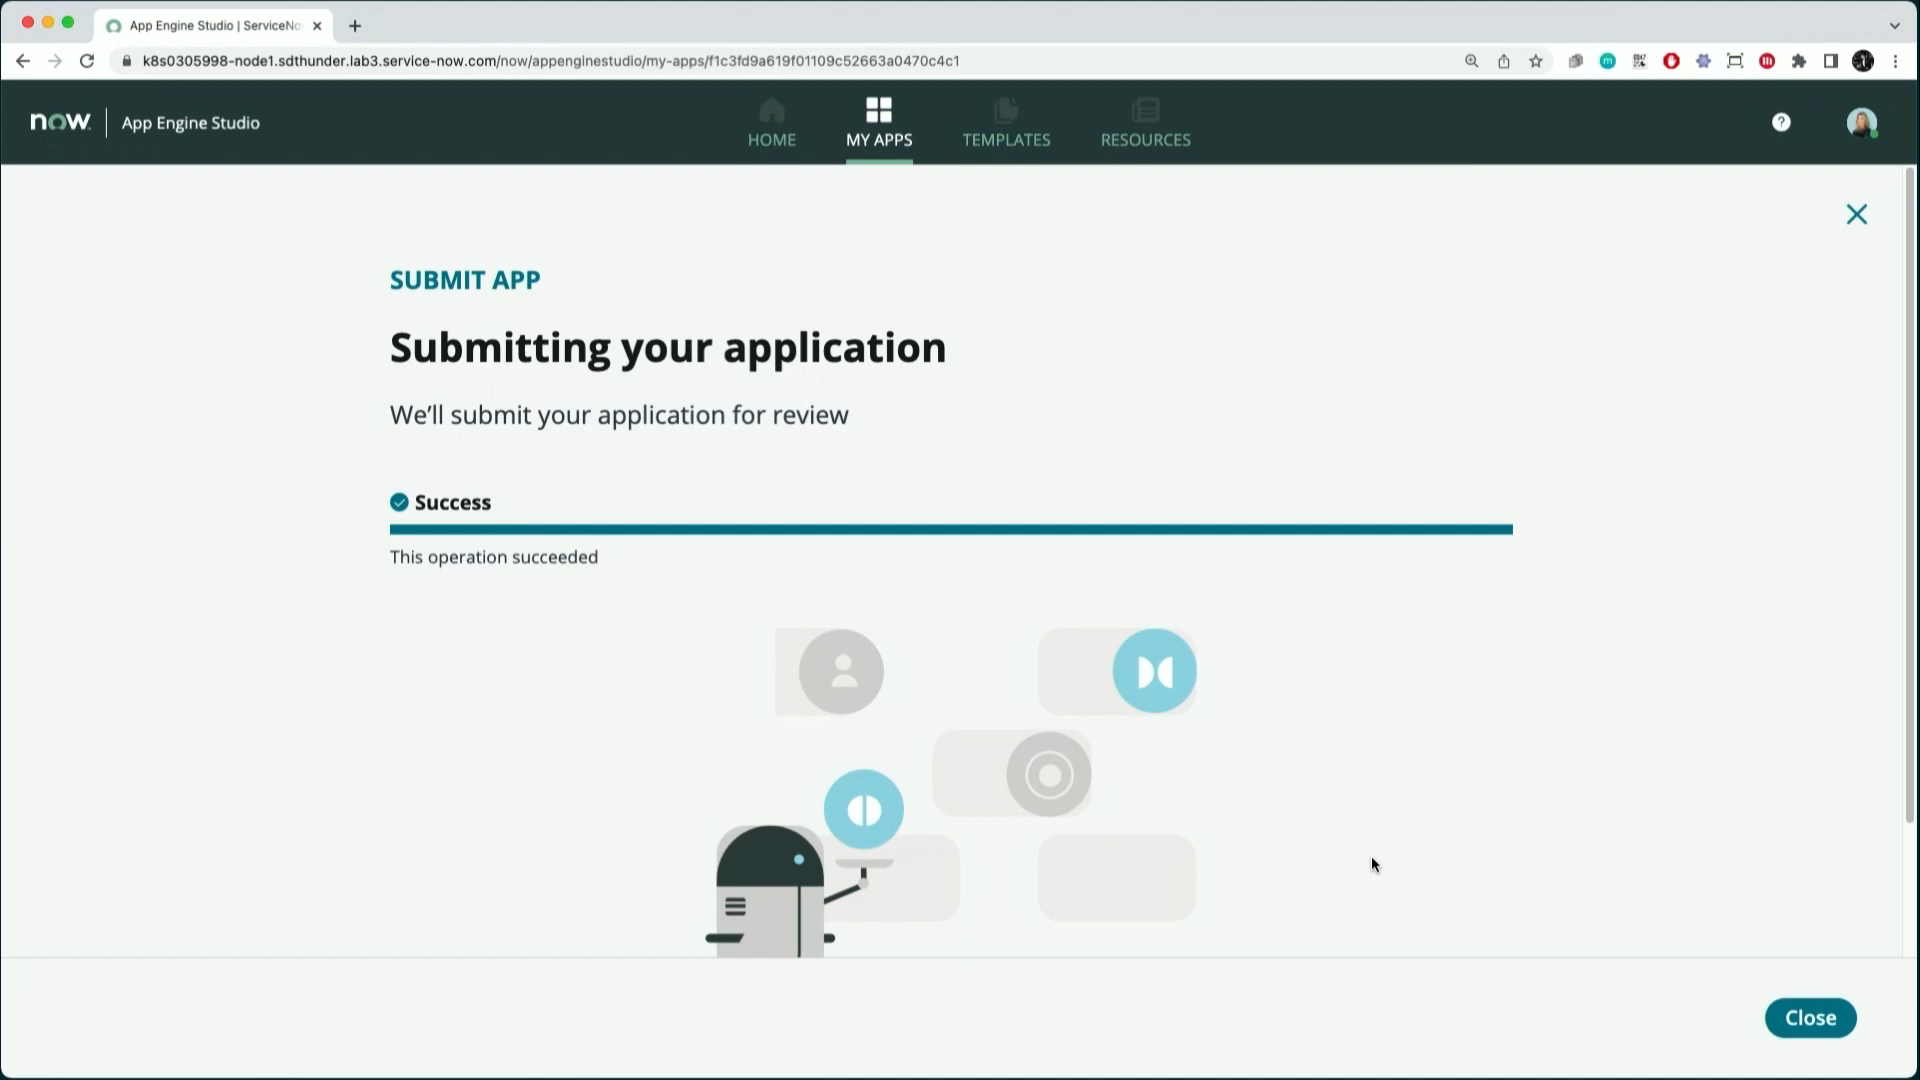 App Engine Studio | ServiceNo
k8s0305998-node1.sdthunder.lab3.service-now.com/now/appenginestudio/my-apps/f1c3fd9a619f01109c52663a0470c4c1
now.
App Engine Studio
HOME
MY APPS
TEMPLATES
RESOURCES
SUBMIT APP
Submitting your application
We’ll submit your application for review
Success
This operation succeeded
Close